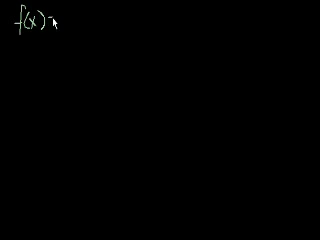 f(x) =